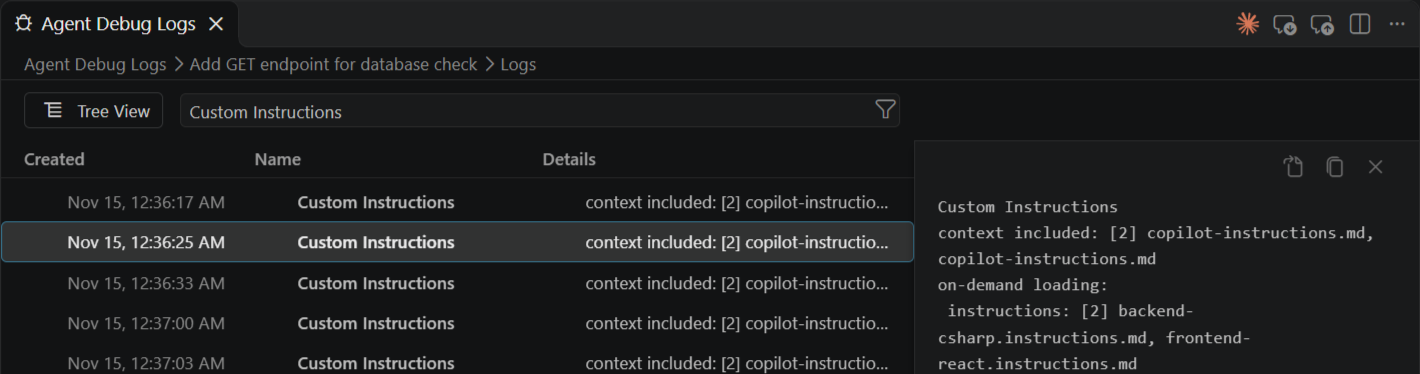 Agent Debug Logs
Agent Debug Logs > Add GET endpoint for database check > Logs
Tree View
Custom Instructions
Created Name Details
Nov 15, 12:36:17 AM Custom Instructions context included: [2] copilot-instructio...
Nov 15, 12:36:25 AM Custom Instructions context included: [2] copilot-instructio...
Nov 15, 12:36:33 AM Custom Instructions context included: [2] copilot-instructio...
Nov 15, 12:37:00 AM Custom Instructions context included: [2] copilot-instructio...
Nov 15, 12:37:03 AM Custom Instructions context included: [2] copilot-instructio...
Custom Instructions
context included: [2] copilot-instructions.md,
copilot-instructions.md
on-demand loading:
instructions: [2] backend-
csharp.instructions.md, frontend-
react.instructions.md